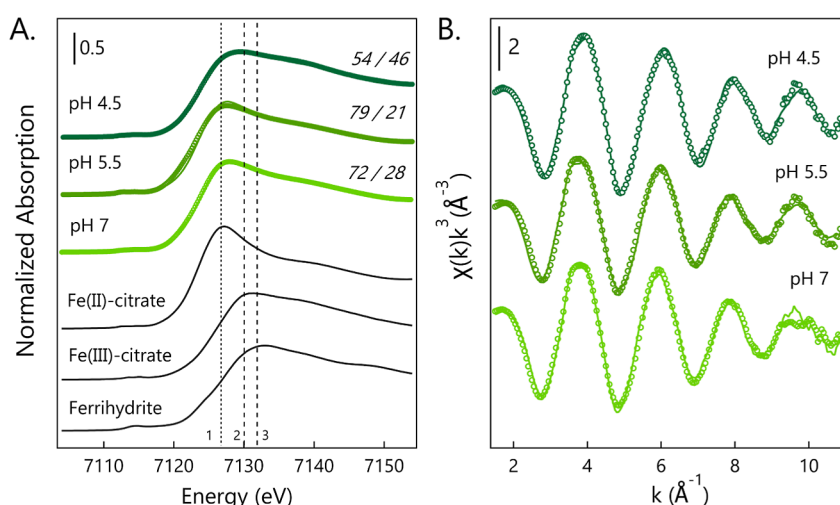 A.
0.5
54 / 46
pH 4.5
79 / 21
pH 5.5
72 / 28
pH 7
Fe(II)-citrate
Fe(III)-citrate
Ferrihydrite
1 2 3
7110 7120 7130 7140 7150
Energy (eV)
Normalized Absorption
B.
2
pH 4.5
pH 5.5
pH 7
2 4 6 8 10
k (Å⁻¹)
χ(k)k³ (Å⁻³)